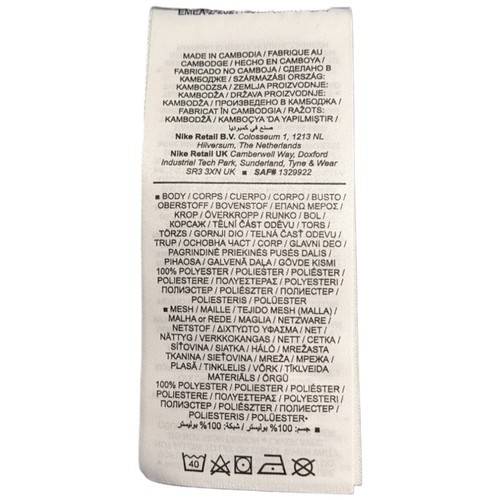 MADE IN CAMBODIA / FABRIQUE AU
CAMBODGE / HECHO EN CAMBOYA /
FABRICADO NO CAMBOJA / СДЕЛАНО В
КАМБОДЖЕ / SZÁRMAZÁSI ORSZÁG:
KAMBODZSA / ZEMLJA PROIZVODNJE:
KAMBODŽA / DRŽAVA PROIZVODNJE:
KAMBODŽA / ПРОИЗВЕДЕНО В КАМБОДЖА /
FABRICAT ÎN CAMBODGIA / RAŽOTS:
KAMBODŽĀ / KAMBOÇYA 'DA YAPILMIŞTIR /
صنع في كمبوديا
Nike Retail B.V. Colosseum 1, 1213 NL
Hilversum, The Netherlands
Nike Retail UK Camberwell Way, Doxford
Industrial Tech Park, Sunderland, Tyne & Wear
SR3 3XN UK ■ SAF# 1329922
■ BODY / CORPS / CUERPO / CORPO / BUSTO /
OBERSTOFF / BOVENSTOF / ΕΠΑΝΩ ΜΕΡΟΣ /
KROP / ÖVERKROPP / RUNKO / BOL /
КОРСАЖ / TĚLNÍ ČÁST ODĚVU / TORS /
TÖRZS / GORNJI DIO / TELNÁ ČASŤ ODEVU /
TRUP / ОСНОВНА ЧАСТ / CORP / GLAVNI DEO /
PAGRINDINĖ PRIEKINĖS PUSĖS DALIS /
PIHAOSA / GALVENĀ DAĻA / GÖVDE KISMI
100% POLYESTER / POLIÉSTER / POLIESTER /
POLIESTERE / ΠΟΛΥΕΣΤΕΡΑΣ / POLYESTERI /
ПОЛИЭСТЕР / POLIÉSZTER / ПОЛИЕСТЕР /
POLIESTERIS / POLÜESTER
■ MESH / MAILLE / TEJIDO MESH (MALLA) /
MALHA or REDE / MAGLIA / NETZWARE /
NETSTOF / ΔΙΧΤΥΩΤΟ ΥΦΑΣΜΑ / NET /
NÄTTYG / VERKKOKANGAS / NETT / СЕТКА /
SÍŤOVINA / SIATKA / HÁLÓ / MREŽASTA
TKANINA / SIEŤOVINA / MREŽA / МРЕЖА /
PLASĂ / TINKLELIS / VÕRK / TĪKLVEIDA
MATERIĀLS / ÖRGÜ
100% POLYESTER / POLIÉSTER / POLIESTER /
POLIESTERE / ΠΟΛΥΕΣΤΕΡΑΣ / POLYESTERI /
ПОЛИЭСТЕР / POLIÉSZTER / ПОЛИЕСТЕР /
POLIESTERIS / POLÜESTER
■ جسم: 100% بوليستر / شبكة: 100% بوليستر
40